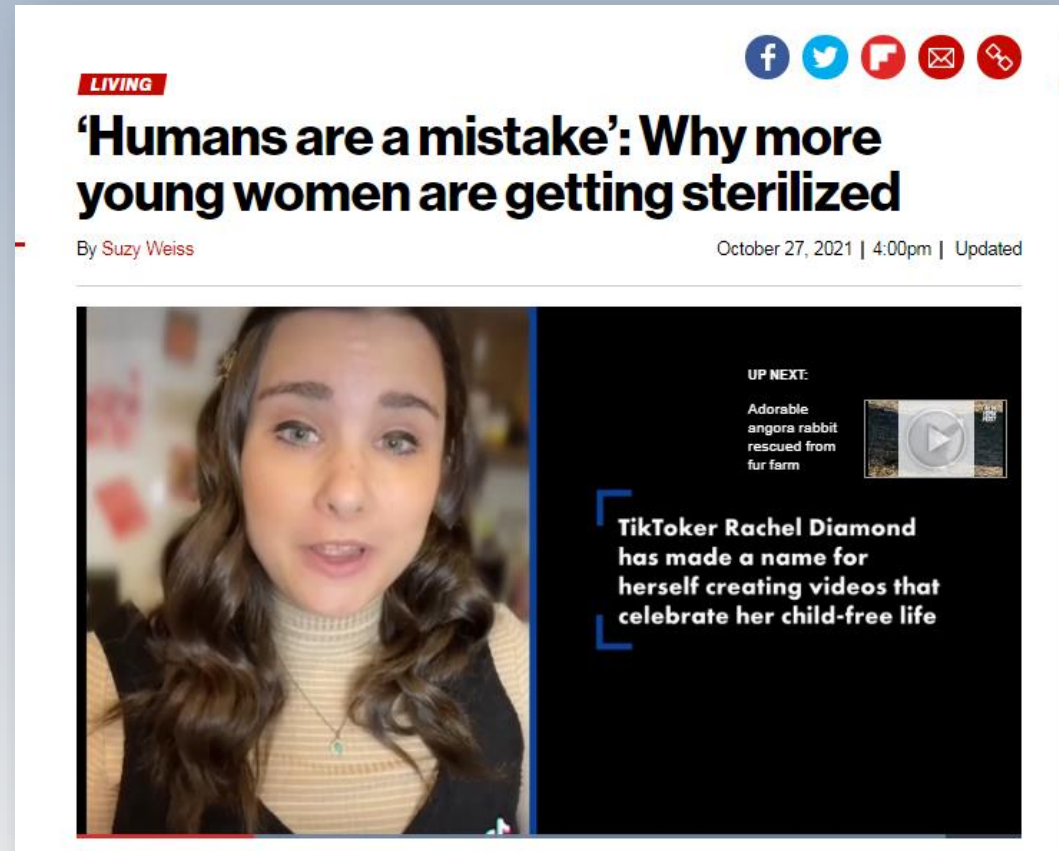 LIVING
‘Humans are a mistake’: Why more
young women are getting sterilized
By Suzy Weiss
October 27, 2021 | 4:00pm | Updated
UP NEXT:
Adorable
angora rabbit
rescued from
fur farm
TikToker Rachel Diamond
has made a name for
herself creating videos that
celebrate her child-free life